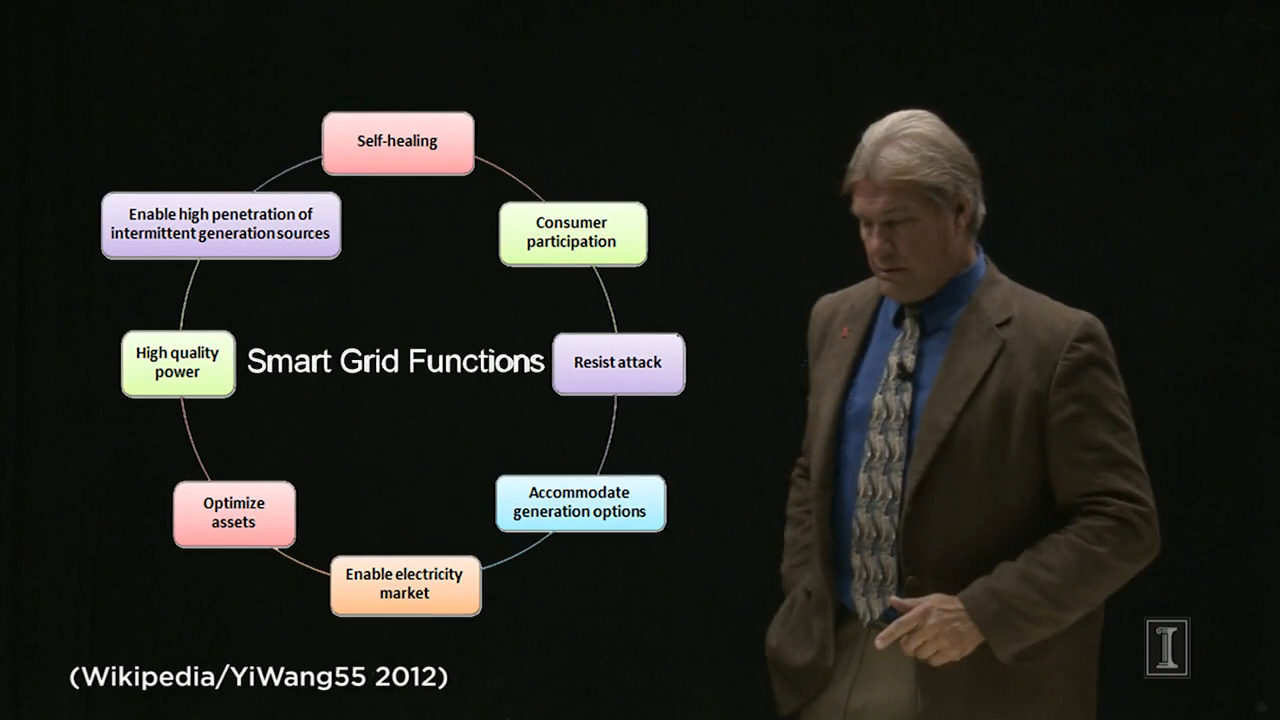 Self-healing
Consumer
participation
Resist attack
Accommodate
generation options
Enable electricity
market
Optimize
assets
High quality
power
Enable high penetration of
intermittent generation sources
Smart Grid Functions
(Wikipedia/YiWang55 2012)
I